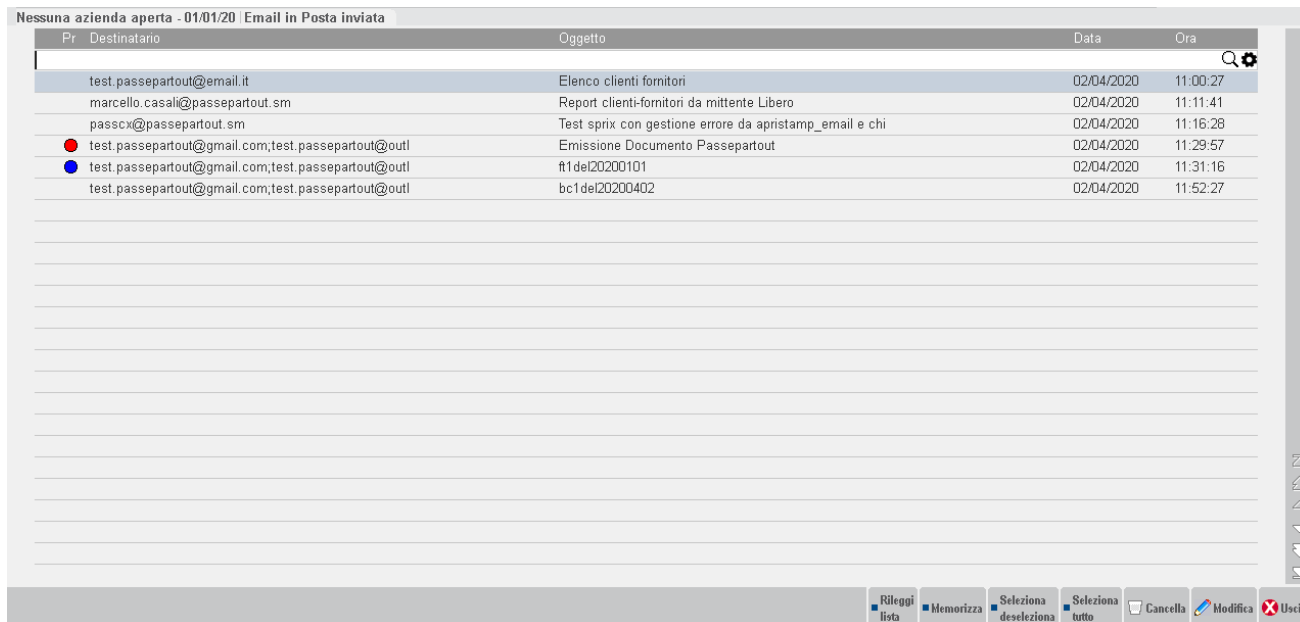 Nessuna azienda aperta - 01/01/20 | Email in Posta inviata
Pr Destinatario Oggetto Data Ora
test.passepartout@email.it Elenco clienti fornitori 02/04/2020 11:00:27
marcello.casali@passepartout.sm Report clienti-fornitori da mittente Libero 02/04/2020 11:11:41
passcx@passepartout.sm Test sprix con gestione errore da apristamp_email e chi 02/04/2020 11:16:28
test.passepartout@gmail.com;test.passepartout@outl Emissione Documento Passepartout 02/04/2020 11:29:57
test.passepartout@gmail.com;test.passepartout@outl ft1del20200101 02/04/2020 11:31:16
test.passepartout@gmail.com;test.passepartout@outl bc1del20200402 02/04/2020 11:52:27
Rileggi lista Memorizza Seleziona deseleziona Seleziona tutto Cancella Modifica Usci